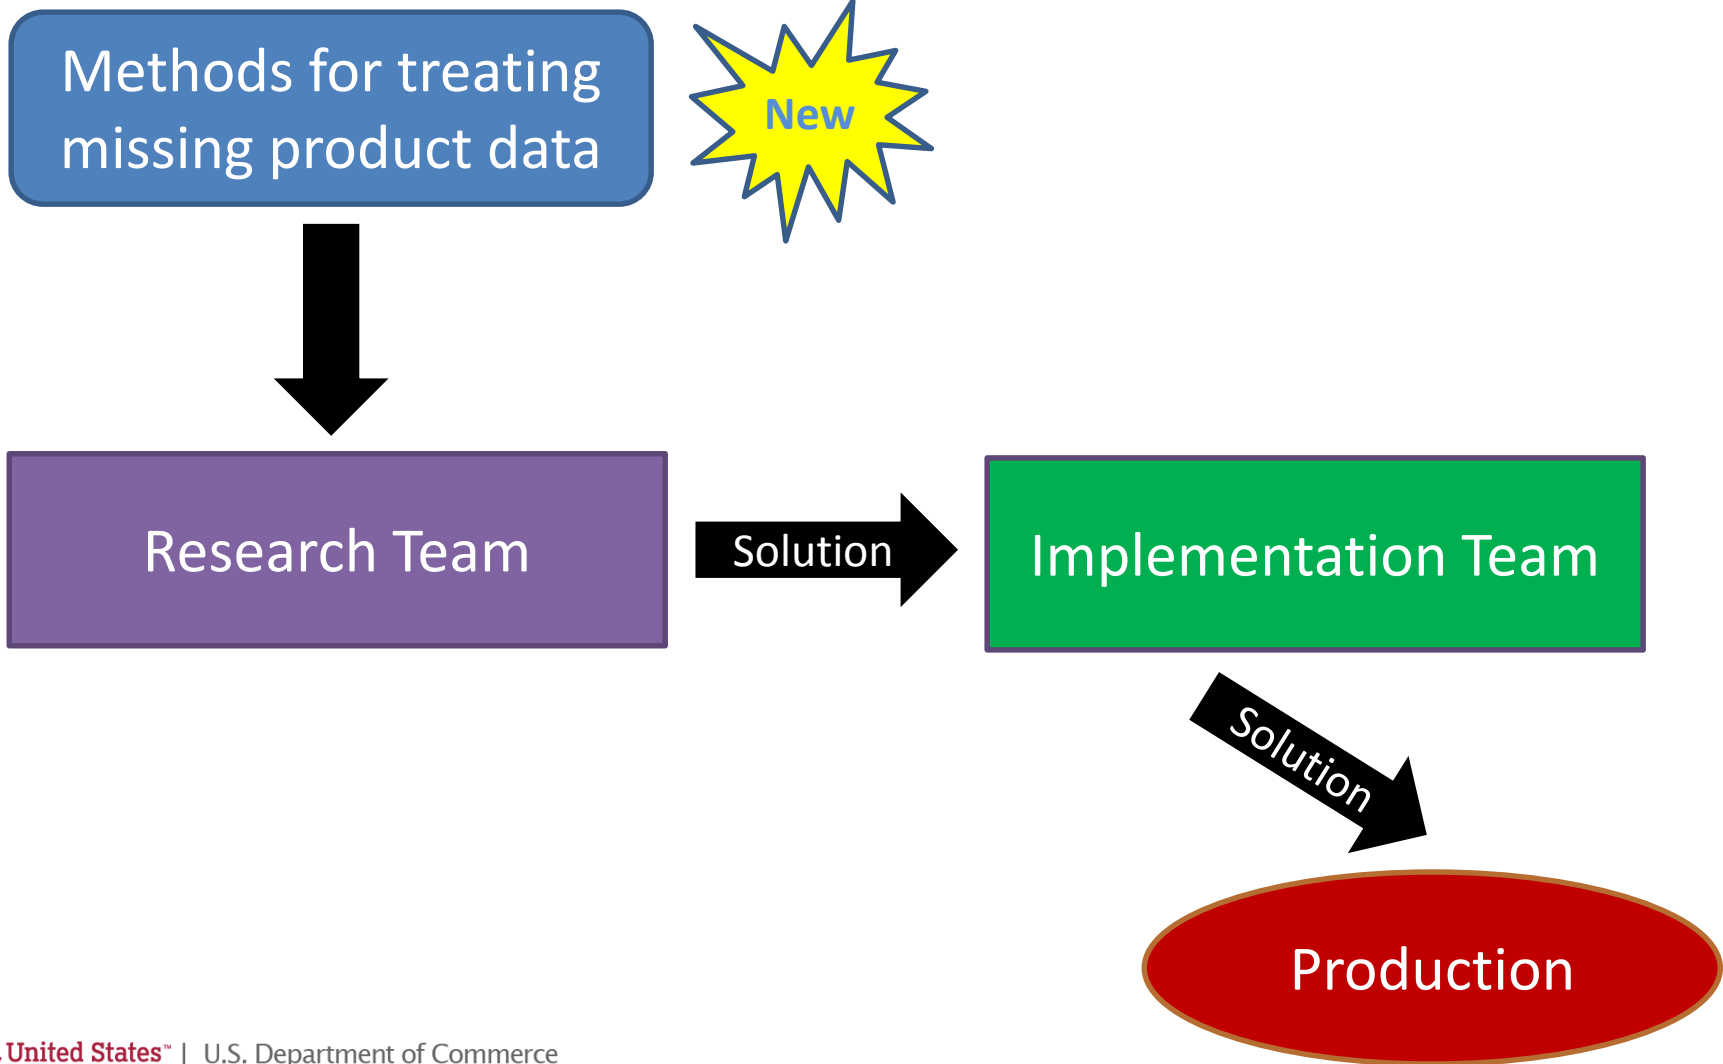 Methods for treating
missing product data
New
Research Team
Solution
Implementation Team
Solution
Production
United States™ | U.S. Department of Commerce